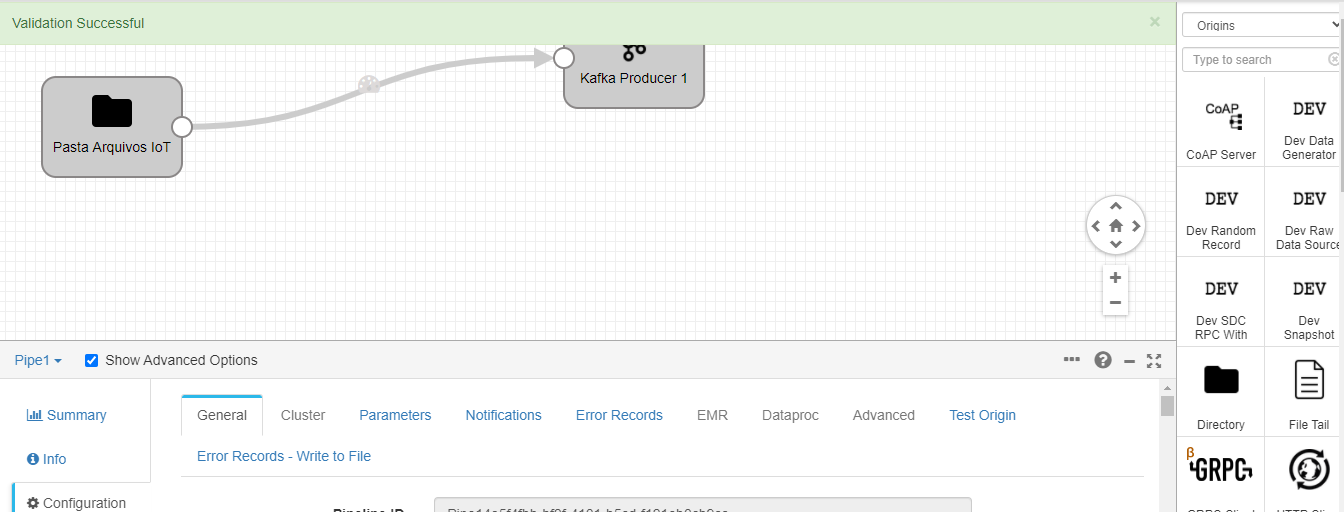 Validation Successful ×
Kafka Producer 1
Pasta Arquivos IoT
Origins
Type to search
CoAP
CoAP Server
DEV
Dev Data
Generator
DEV
Dev Random
Record
DEV
Dev Raw
Data Source
DEV
Dev SDC
RPC With
DEV
Dev
Snapshot
Directory
File Tail
β
GRPC
Pipe1
Show Advanced Options
Summary
Info
Configuration
General Cluster Parameters Notifications Error Records EMR Dataproc Advanced Test Origin
Error Records - Write to File
Pipeline ID